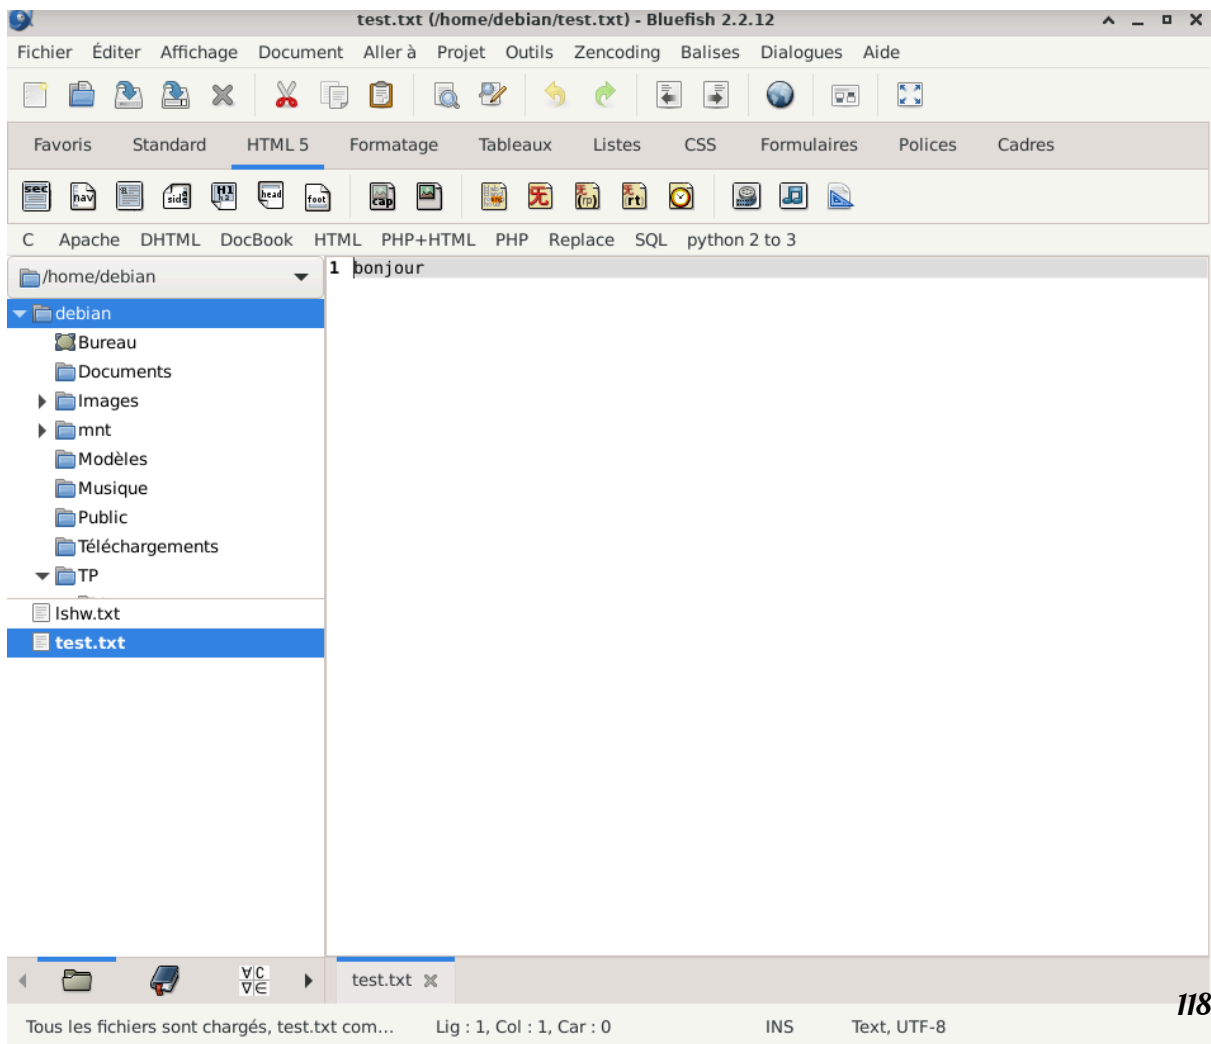 test.txt (/home/debian/test.txt) - Bluefish 2.2.12
Fichier Éditer Affichage Document Aller à Projet Outils Zencoding Balises Dialogues Aide
Favoris Standard HTML 5 Formatage Tableaux Listes CSS Formulaires Polices Cadres
sec nav side H1 h2 head foot cap (rp) rt
C Apache DHTML DocBook HTML PHP+HTML PHP Replace SQL python 2 to 3
/home/debian
1 bonjour
debian
Bureau
Documents
Images
mnt
Modèles
Musique
Public
Téléchargements
TP
lshw.txt
test.txt
test.txt
118
Tous les fichiers sont chargés, test.txt com... Lig : 1, Col : 1, Car : 0 INS Text, UTF-8